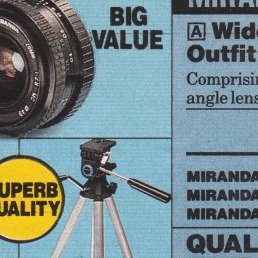 BIG
VALUE
A Wide
Outfit
Comprisin
angle lens
SUPERB
QUALITY
MIRANDA
MIRANDA
MIRANDA
QUAL